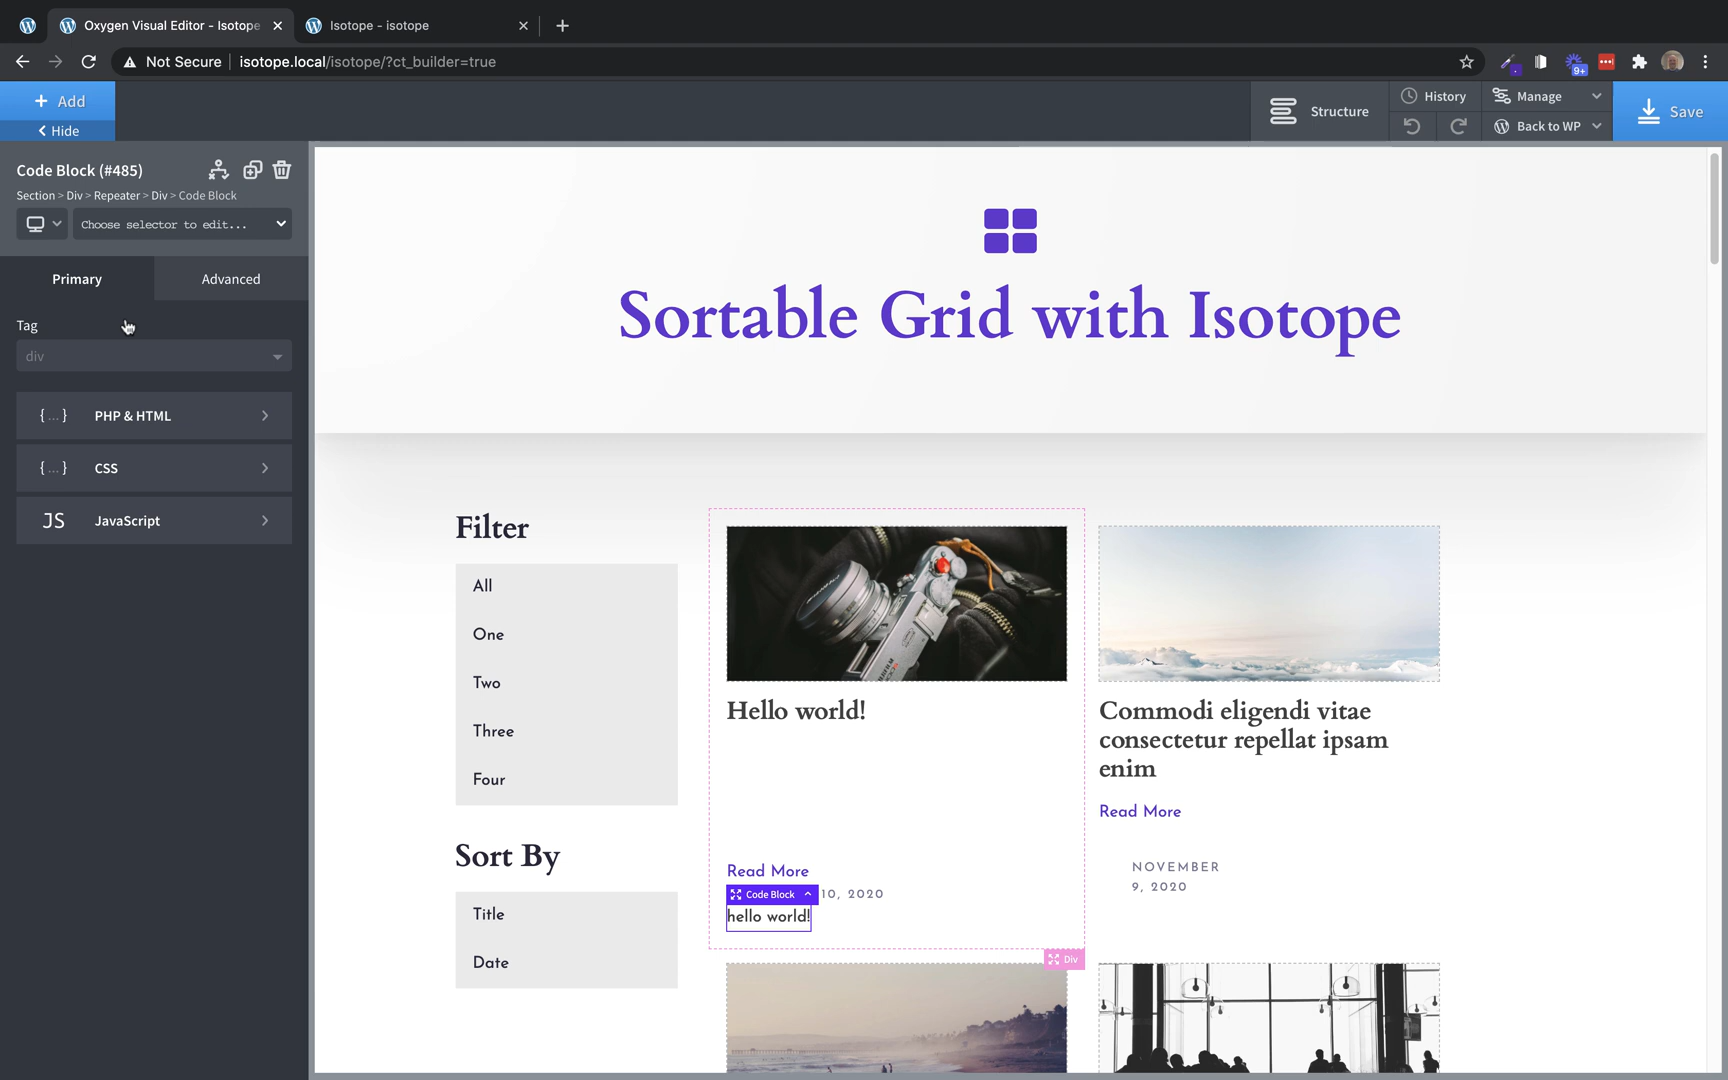 Oxygen Visual Editor - Isotope
Isotope - isotope
Not Secure
isotope.local/isotope/?ct_builder=true
9+
+ Add
Hide
Structure
History
Manage
Back to WP
Save
Code Block (#485)
Section > Div > Repeater > Div > Code Block
Choose selector to edit...
Primary
Advanced
Tag
div
{...} PHP & HTML
{...} CSS
JS JavaScript
Sortable Grid with Isotope
Filter
All
One
Two
Three
Four
Sort By
Title
Date
Hello world!
Read More
Code Block
10, 2020
hello world!
Div
Commodi eligendi vitae
consectetur repellat ipsam
enim
Read More
NOVEMBER
9, 2020